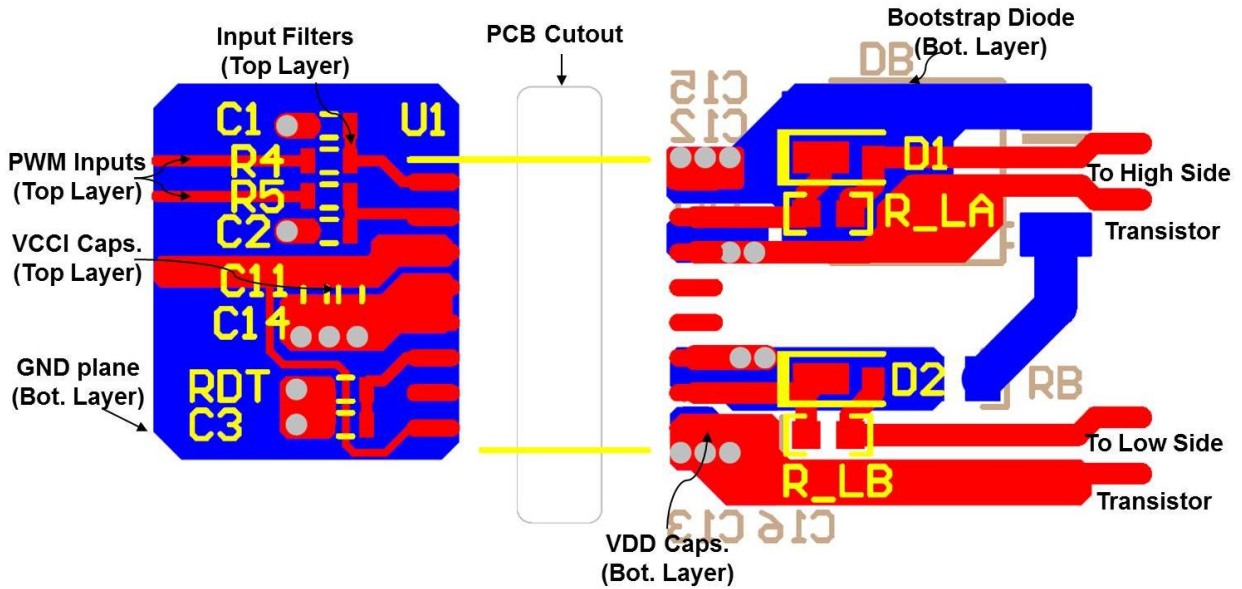 Input Filters
(Top Layer)
PCB Cutout
Bootstrap Diode
(Bot. Layer)
DB
C15
C12
C1
U1
PWM Inputs
(Top Layer)
R4
R5
D1
To High Side
R_LA
Transistor
C2
VCCI Caps.
(Top Layer)
C11
C14
GND plane
(Bot. Layer)
RDT
C3
D2
RB
To Low Side
R_LB
Transistor
C13
C16
VDD Caps.
(Bot. Layer)